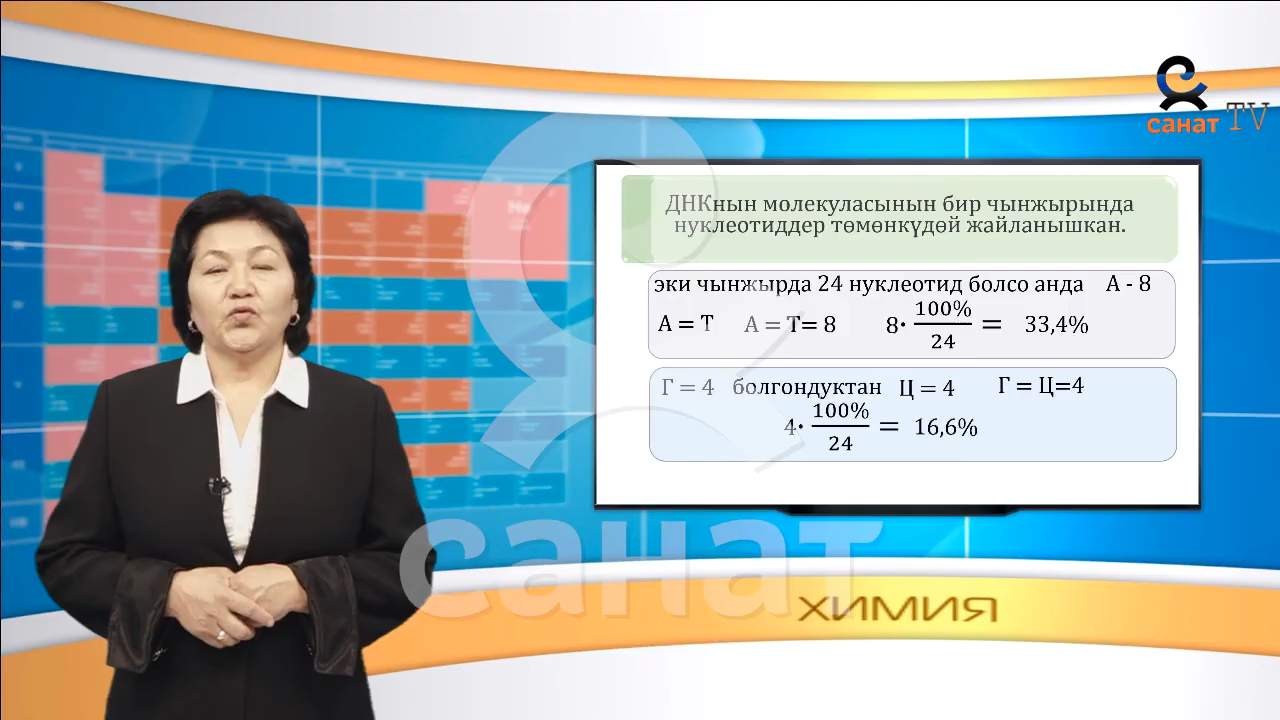 санат TV
ДНКнын молекуласынын бир чынжырында
нуклеотиддер төмөнкүдөй жайланышкан.
эки чынжырда 24 нуклеотид болсо анда А - 8
А = Т А = Т= 8 8· 100%/24 = 33,4%
Г = 4 болгондуктан Ц = 4 Г = Ц=4
4· 100%/24 = 16,6%
санат
ХИМИЯ